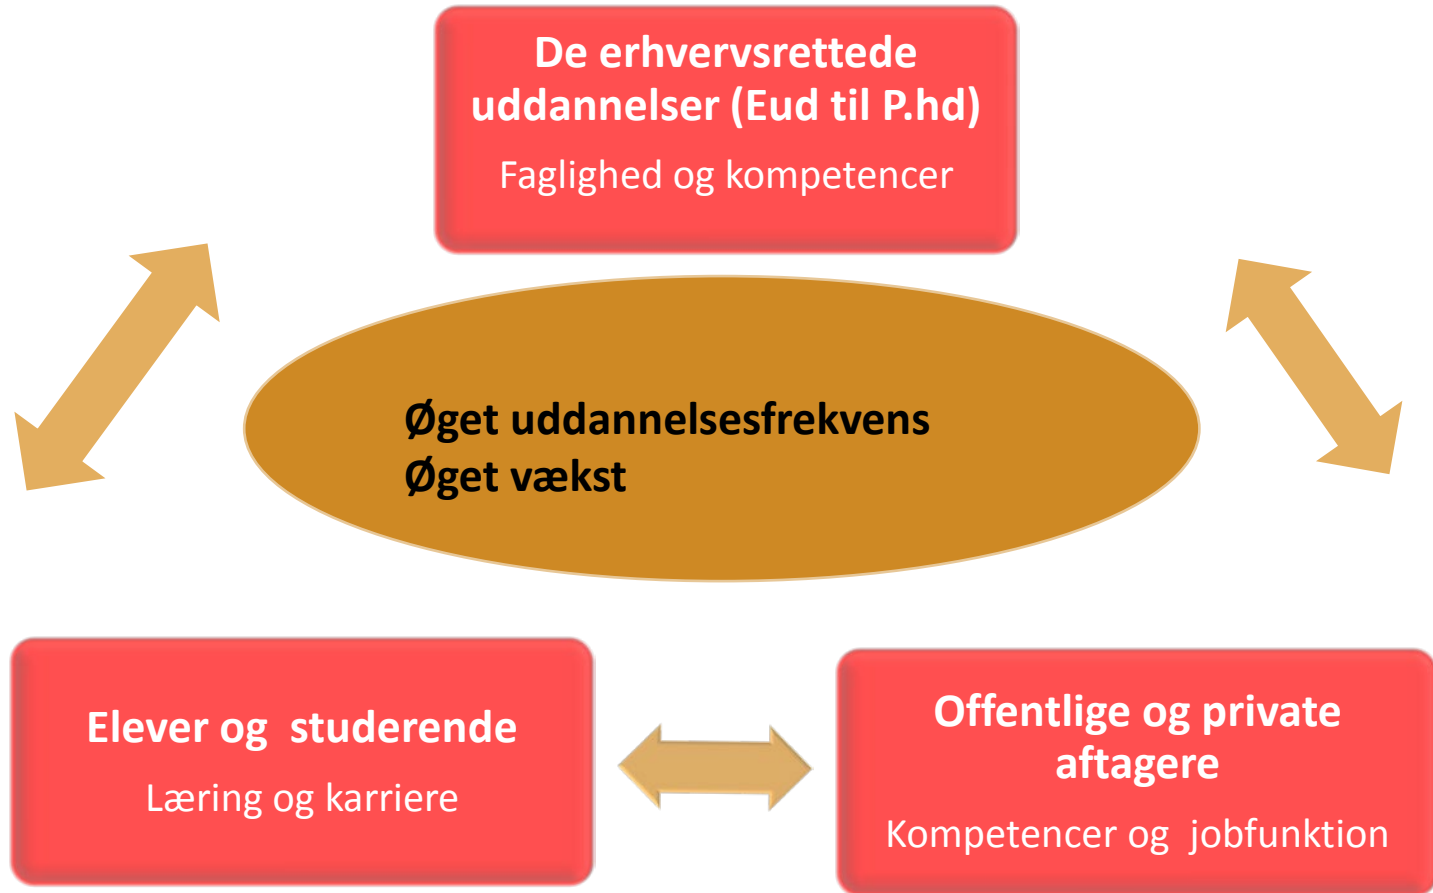 De erhvervsrettede
uddannelser (Eud til P.hd)
Faglighed og kompetencer
Øget uddannelsesfrekvens
Øget vækst
Elever og  studerende
Læring og karriere
Offentlige og private
aftagere
Kompetencer og  jobfunktion